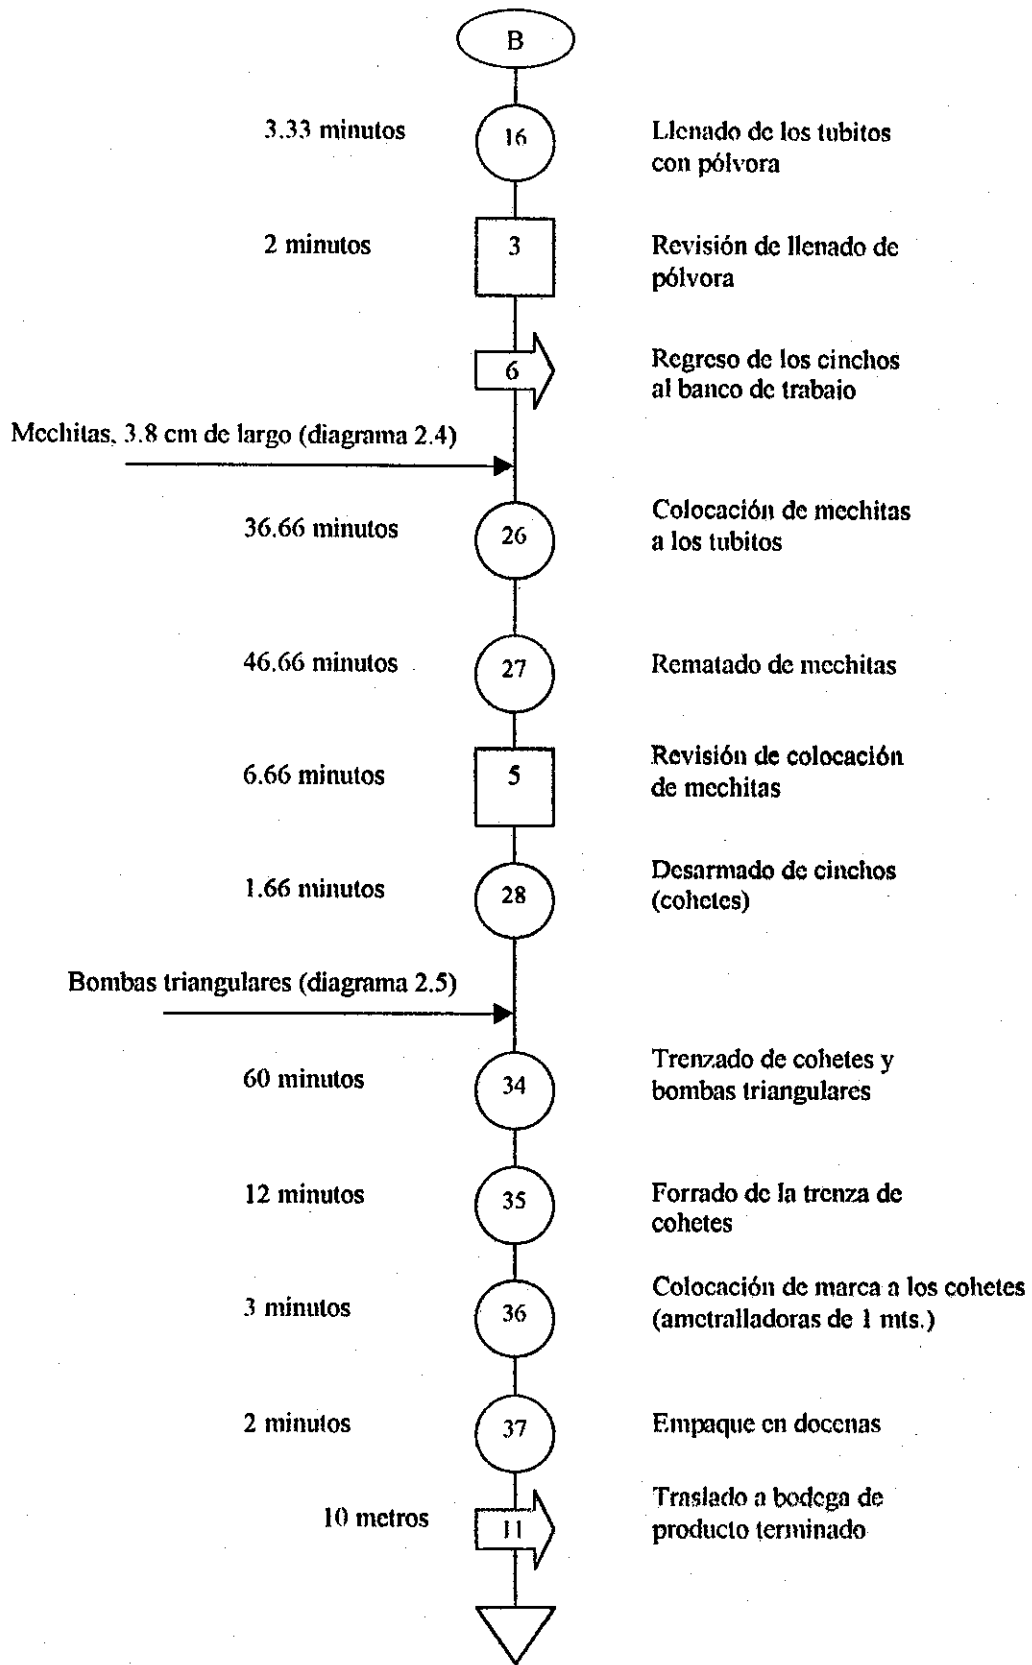 B
3.33 minutos
16
Llenado de los tubitos
con pólvora
2 minutos
3
Revisión de llenado de
pólvora
6
Regreso de los cinchos
al banco de trabajo
Mechitas, 3.8 cm de largo (diagrama 2.4)
36.66 minutos
26
Colocación de mechitas
a los tubitos
46.66 minutos
27
Rematado de mechitas
6.66 minutos
5
Revisión de colocación
de mechitas
1.66 minutos
28
Desarmado de cinchos
(cohetes)
Bombas triangulares (diagrama 2.5)
60 minutos
34
Trenzado de cohetes y
bombas triangulares
12 minutos
35
Forrado de la trenza de
cohetes
3 minutos
36
Colocación de marca a los cohetes
(ametralladoras de 1 mts.)
2 minutos
37
Empaque en docenas
10 metros
11
Traslado a bodega de
producto terminado